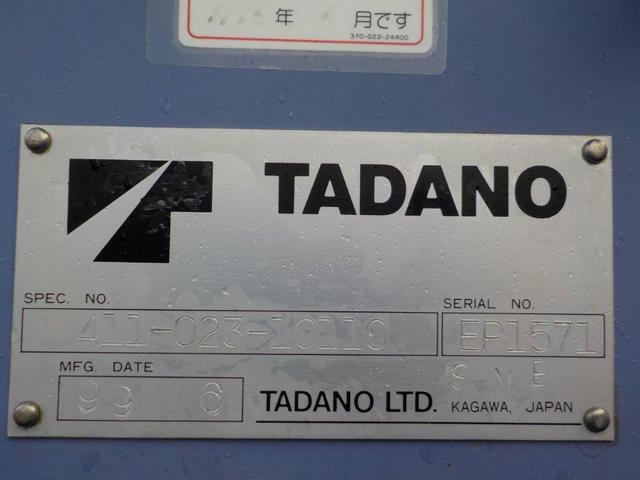 年 月です
370-022-24400
TADANO
SPEC. NO.
SERIAL NO.
411-023-10110
EP1571
MFG. DATE
S N E
99 6
TADANO LTD. KAGAWA, JAPAN